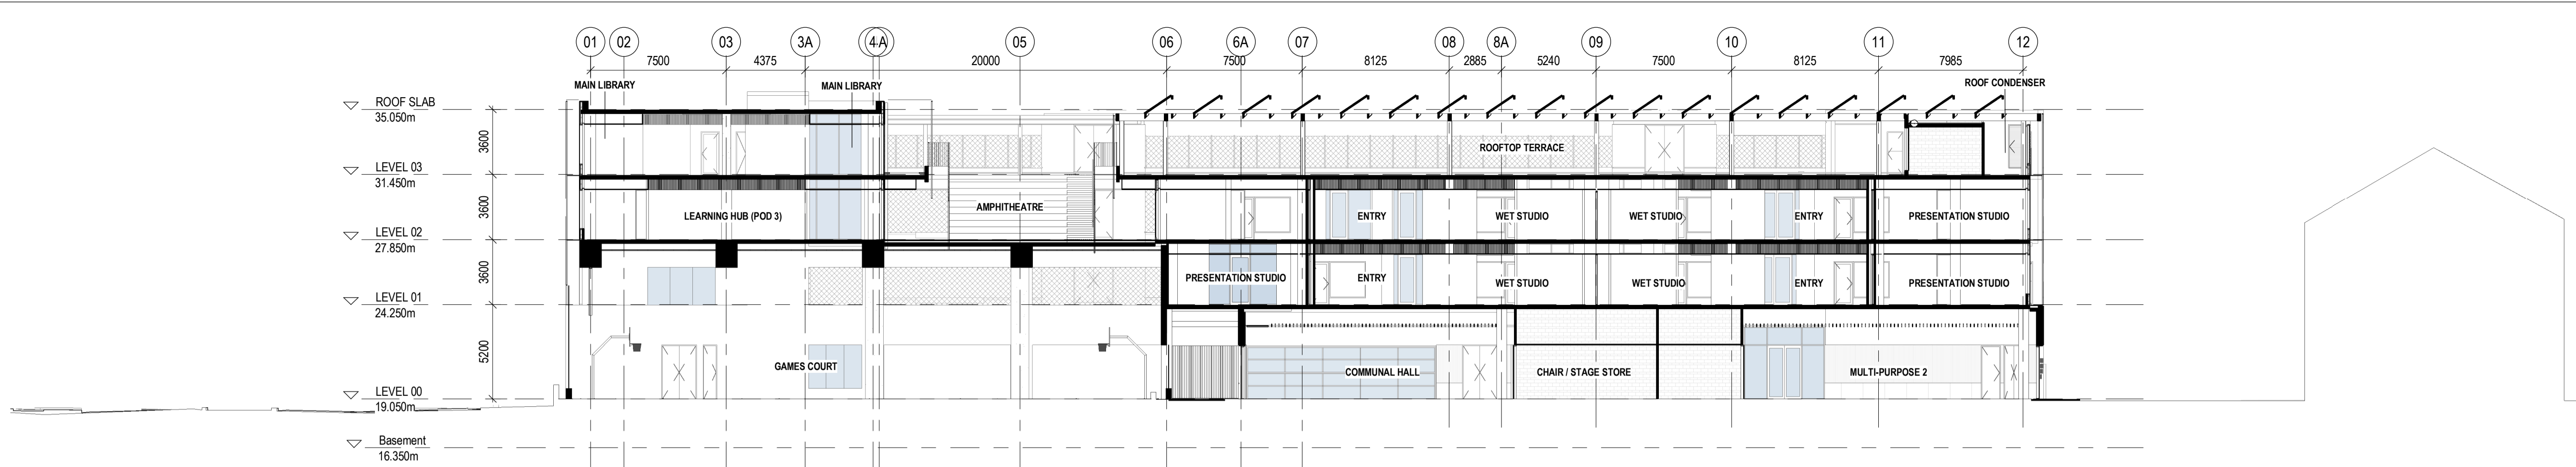 01 02 03 3A 4A 05 06 6A 07 08 8A 09 10 11 12
7500 4375 20000 7500 8125 2885 5240 7500 8125 7985
MAIN LIBRARY MAIN LIBRARY ROOF CONDENSER
ROOF SLAB
35.050m
3600
ROOFTOP TERRACE
LEVEL 03
31.450m
3600
AMPHITHEATRE
LEARNING HUB (POD 3) ENTRY WET STUDIO WET STUDIO ENTRY PRESENTATION STUDIO
LEVEL 02
27.850m
3600
PRESENTATION STUDIO ENTRY WET STUDIO WET STUDIO ENTRY PRESENTATION STUDIO
LEVEL 01
24.250m
5200
GAMES COURT COMMUNAL HALL CHAIR / STAGE STORE MULTI-PURPOSE 2
LEVEL 00
19.050m
Basement
16.350m